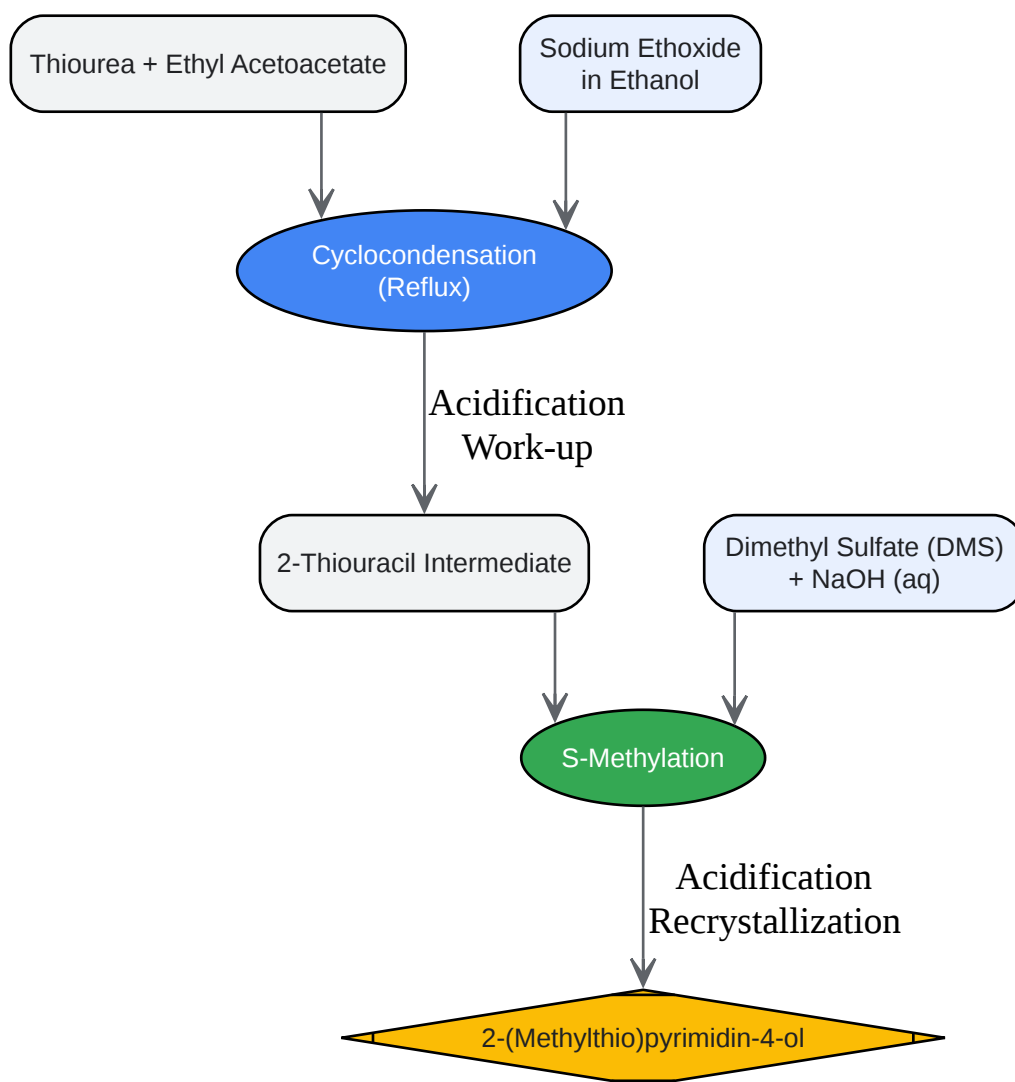 Thiourea + Ethyl Acetoacetate
Sodium Ethoxide
in Ethanol
Cyclocondensation
(Reflux)
Acidification
Work-up
2-Thiouracil Intermediate
Dimethyl Sulfate (DMS)
+ NaOH (aq)
S-Methylation
Acidification
Recrystallization
2-(Methylthio)pyrimidin-4-ol